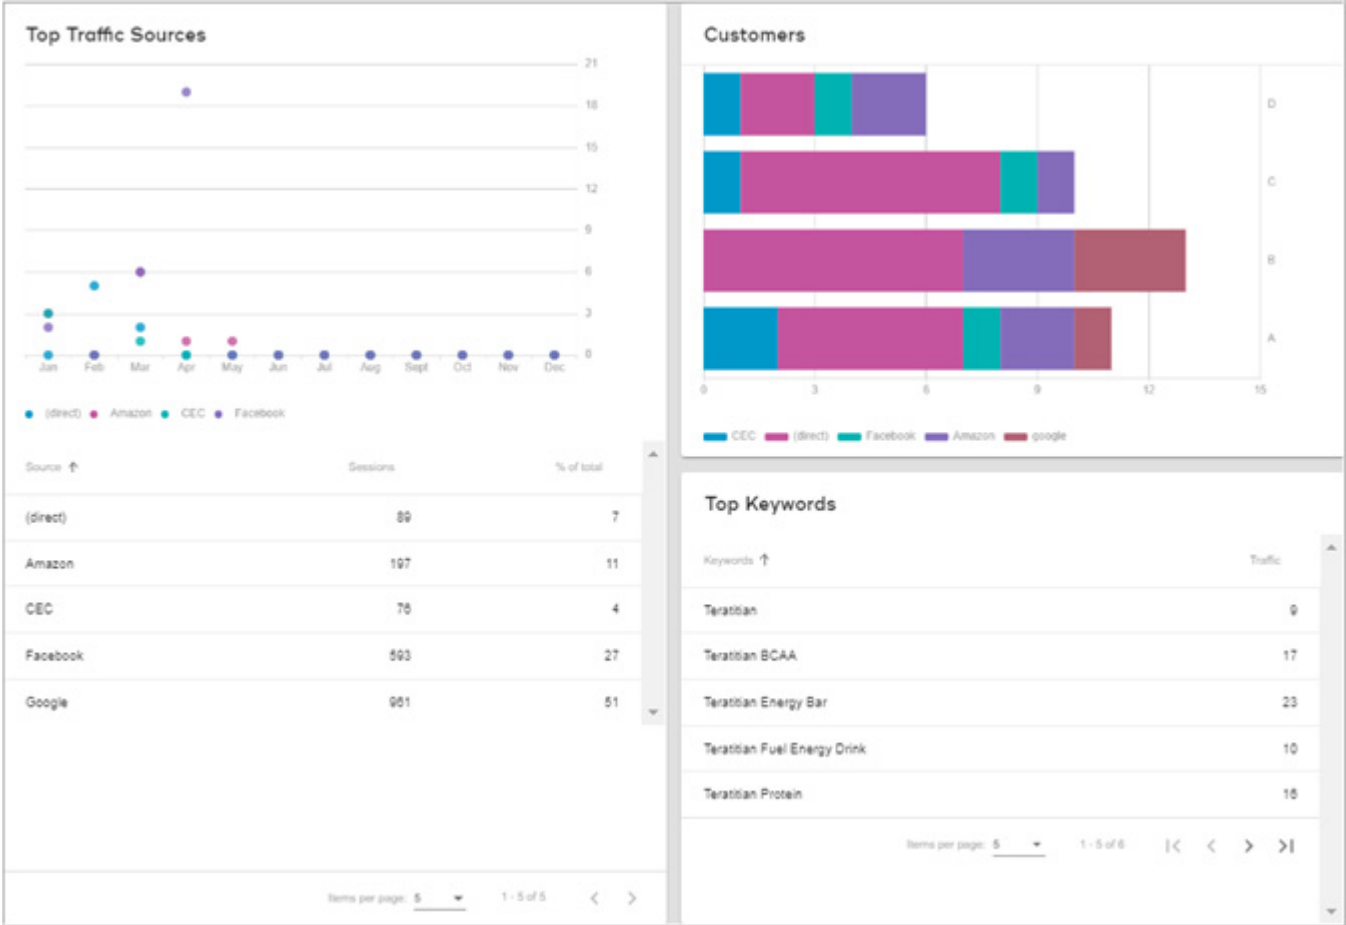 Top Traffic Sources
21
18
15
12
9
6
3
0
Jan Feb Mar Apr May Jun Jul Aug Sept Oct Nov Dec
(direct) Amazon CEC Facebook
Source ↑ Sessions % of total
(direct) 89 7
Amazon 197 11
CEC 76 4
Facebook 27
Google 961 51
Items per page: 5 1 - 5 of 5
Customers
D
C
B
A
0 3 6 9 12 15
CEC (direct) Facebook Amazon google
Top Keywords
Keywords ↑ Traffic
Teratitian 9
Teratitian BCAA 17
Teratitian Energy Bar 23
Teratitian Fuel Energy Drink 10
Teratitian Protein
Items per page: 5 1 - 5 of 6